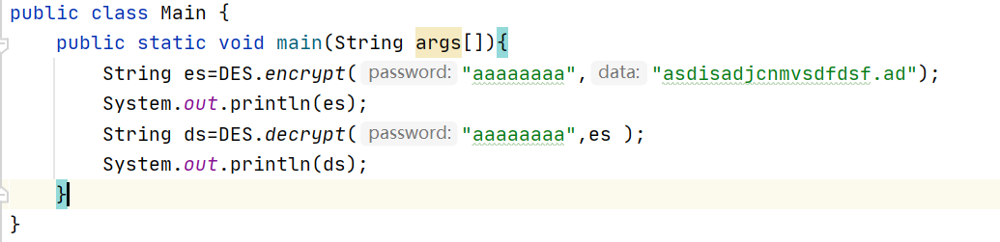 public class Main {
    public static void main(String args[]){
        String es=DES.encrypt( password: "aaaaaaaa", data: "asdisadjcnmvsdfdsf.ad");
        System.out.println(es);
        String ds=DES.decrypt( password: "aaaaaaaa",es );
        System.out.println(ds);
    }
}